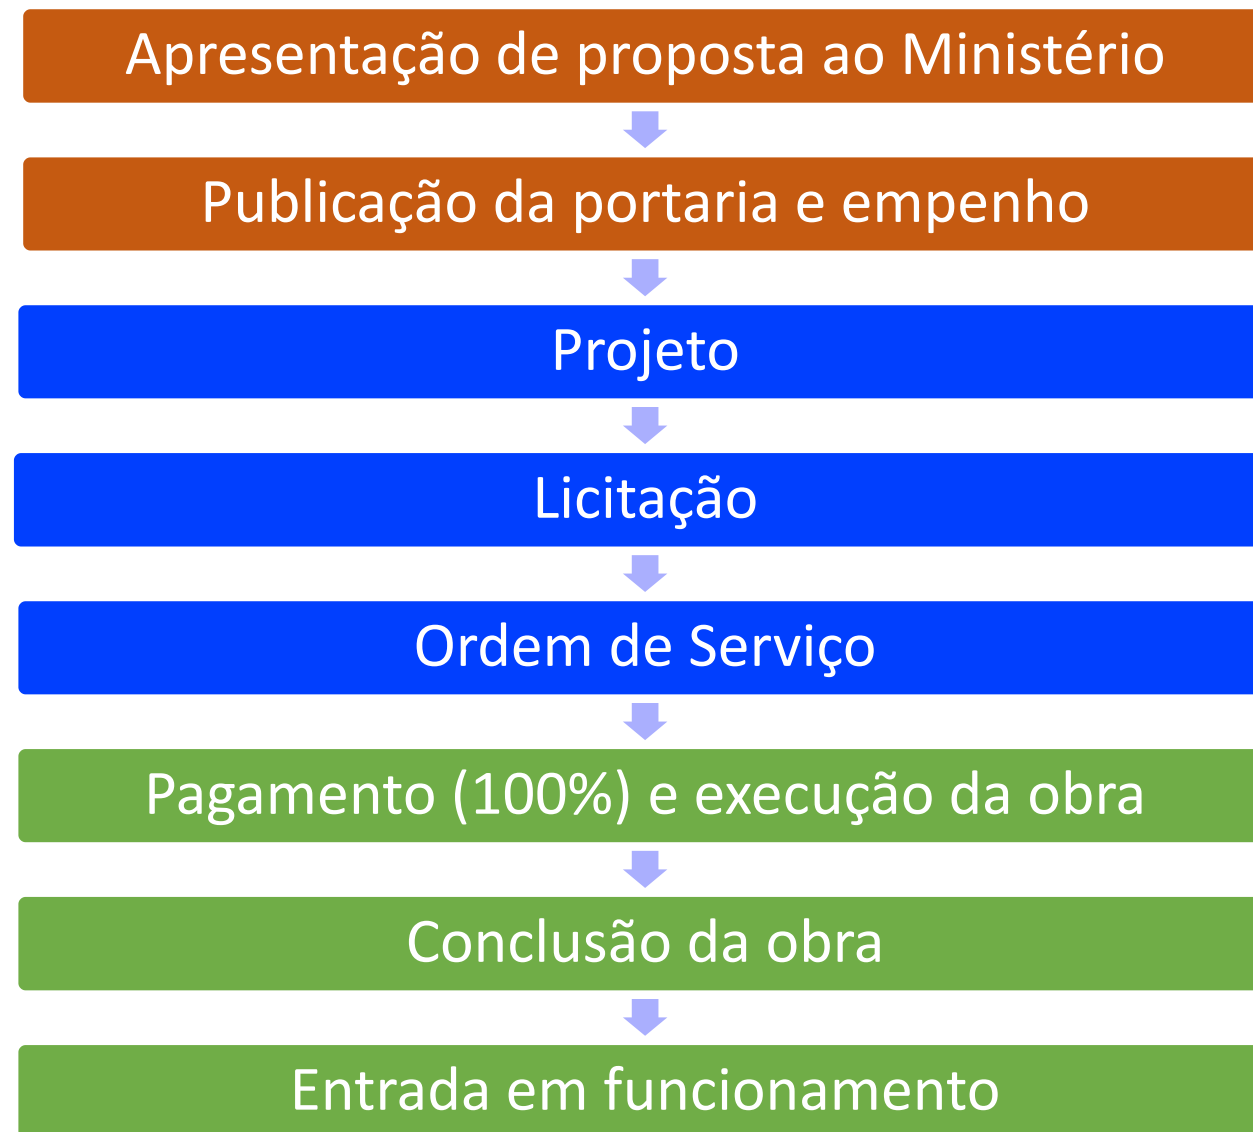 Apresentação de proposta ao Ministério
Publicação da portaria e empenho
Projeto
Licitação
Ordem de Serviço
Pagamento (100%) e execução da obra
Conclusão da obra
Entrada em funcionamento